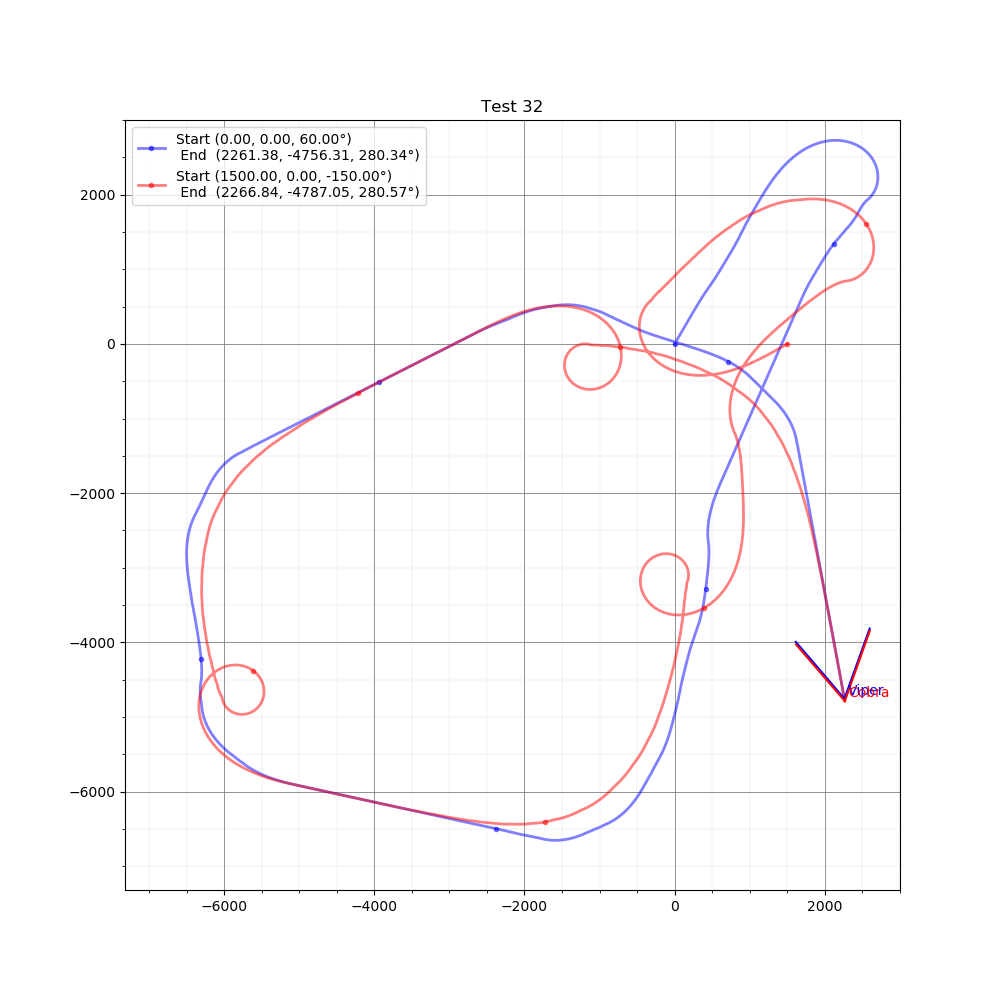 Test 32
Start (0.00, 0.00, 60.00°)
End (2261.38, -4756.31, 280.34°)
Start (1500.00, 0.00, -150.00°)
End (2266.84, -4787.05, 280.57°)
2000
0
−2000
−4000
−6000
Viper
Cobra
−6000 −4000 −2000 0 2000